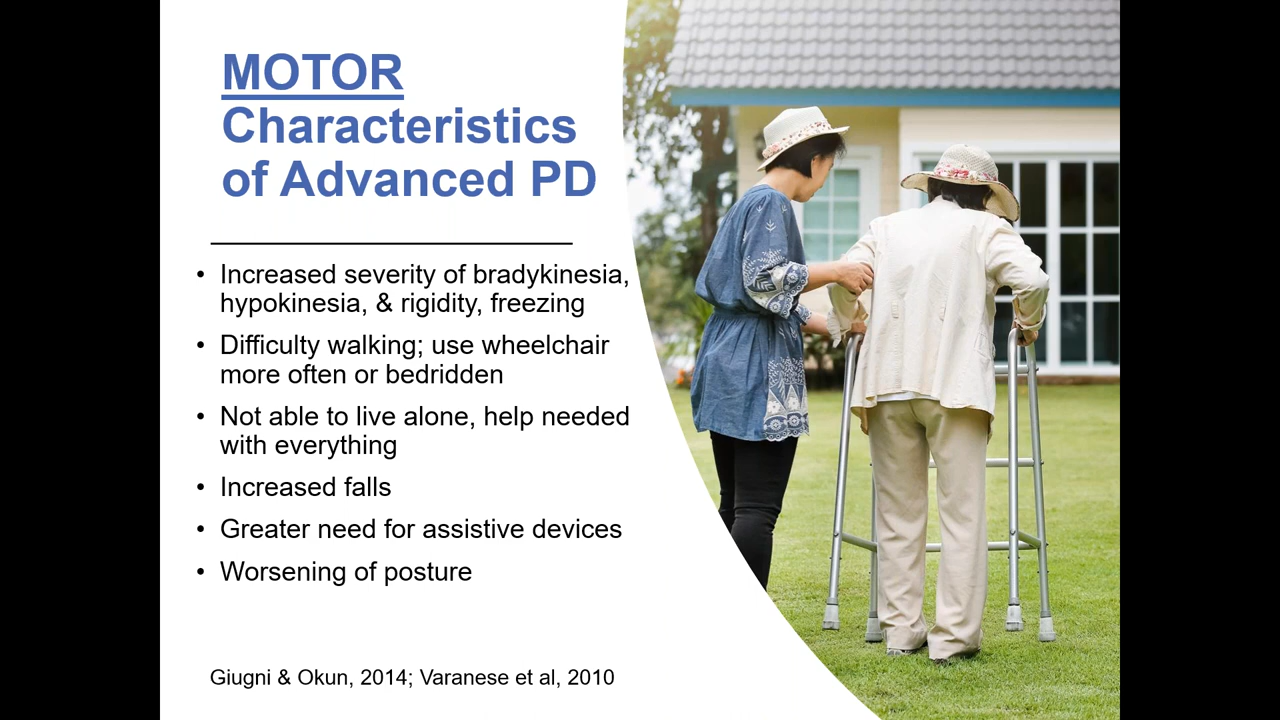 MOTOR
Characteristics
of Advanced PD
• Increased severity of bradykinesia,
hypokinesia, & rigidity, freezing
• Difficulty walking; use wheelchair
more often or bedridden
• Not able to live alone, help needed
with everything
• Increased falls
• Greater need for assistive devices
• Worsening of posture
Giugni & Okun, 2014; Varanese et al, 2010